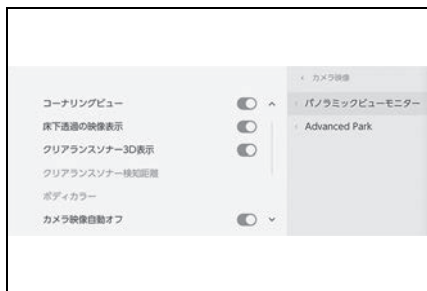 コーナリングビュー
床下透過の映像表示
クリアランスソナー3D表示
クリアランスソナー検知距離
ボディカラー
カメラ映像自動オフ
カメラ映像
パノラミックビューモニター
Advanced Park